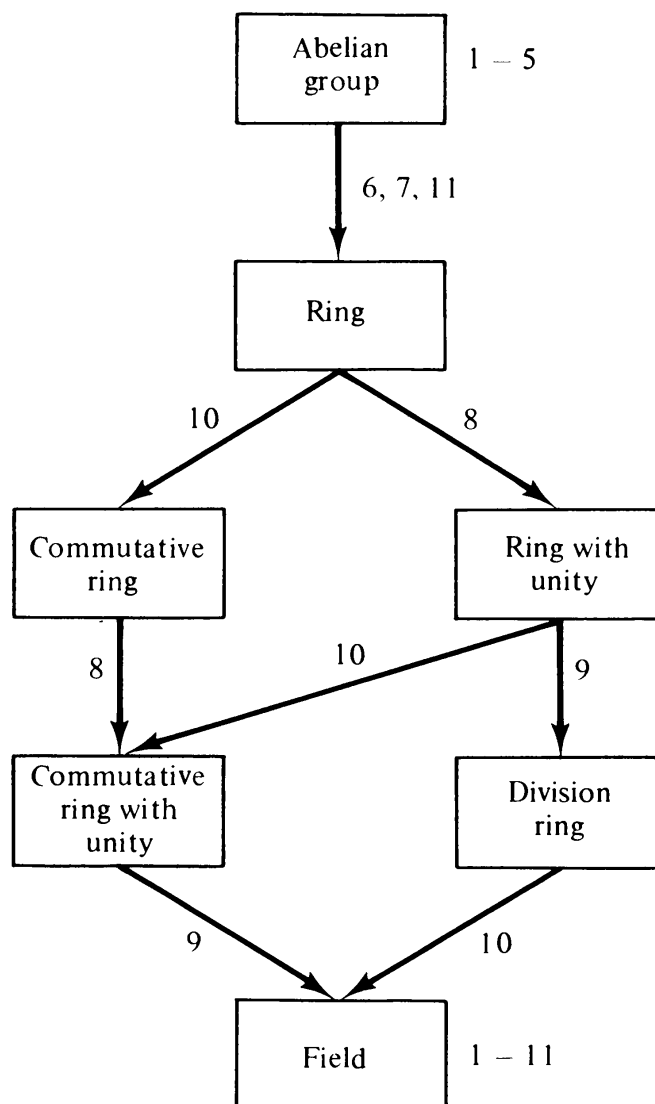 Abelian
group
1 – 5
6, 7, 11
Ring
10
8
Commutative
ring
Ring with
unity
8
10
9
Commutative
ring with
unity
Division
ring
9
10
Field
1 – 11